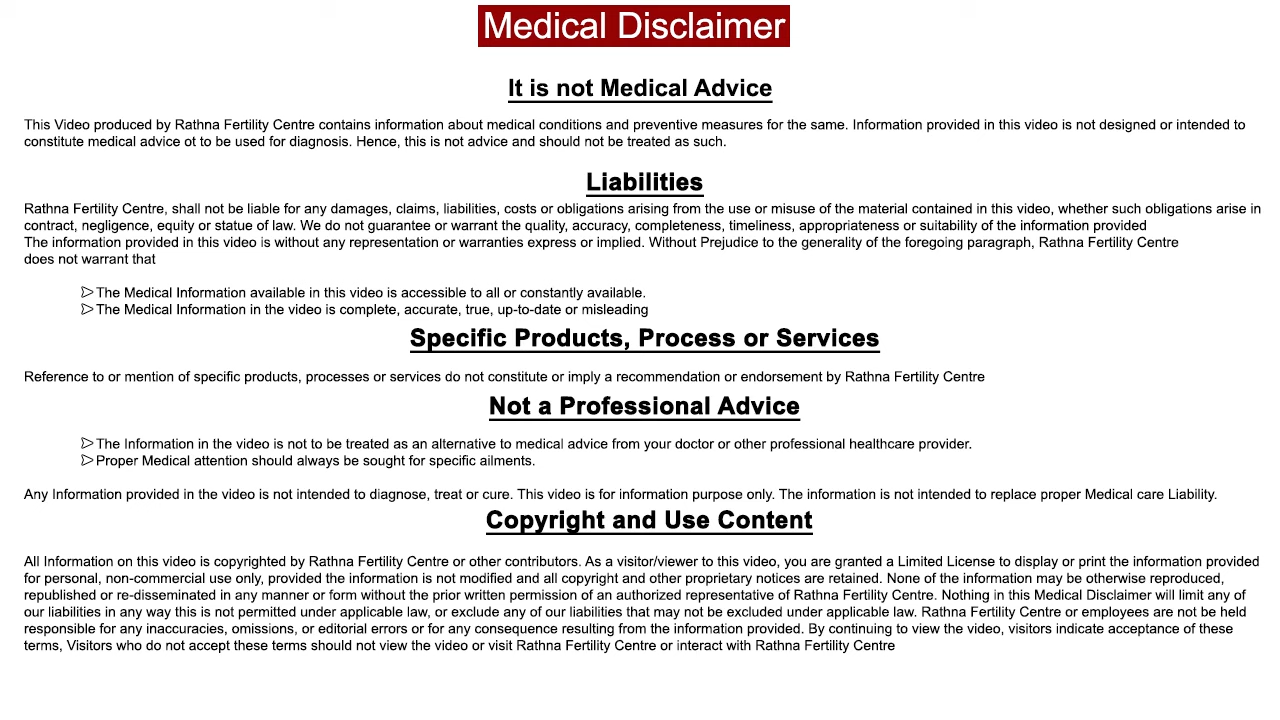 Medical Disclaimer
It is not Medical Advice
This Video produced by Rathna Fertility Centre contains information about medical conditions and preventive measures for the same. Information provided in this video is not designed or intended to
constitute medical advice ot to be used for diagnosis. Hence, this is not advice and should not be treated as such.
Liabilities
Rathna Fertility Centre, shall not be liable for any damages, claims, liabilities, costs or obligations arising from the use or misuse of the material contained in this video, whether such obligations arise in
contract, negligence, equity or statue of law. We do not guarantee or warrant the quality, accuracy, completeness, timeliness, appropriateness or suitability of the information provided
The information provided in this video is without any representation or warranties express or implied. Without Prejudice to the generality of the foregoing paragraph, Rathna Fertility Centre
does not warrant that
The Medical Information available in this video is accessible to all or constantly available.
The Medical Information in the video is complete, accurate, true, up-to-date or misleading
Specific Products, Process or Services
Reference to or mention of specific products, processes or services do not constitute or imply a recommendation or endorsement by Rathna Fertility Centre
Not a Professional Advice
The Information in the video is not to be treated as an alternative to medical advice from your doctor or other professional healthcare provider.
Proper Medical attention should always be sought for specific ailments.
Any Information provided in the video is not intended to diagnose, treat or cure. This video is for information purpose only. The information is not intended to replace proper Medical care Liability.
Copyright and Use Content
All Information on this video is copyrighted by Rathna Fertility Centre or other contributors. As a visitor/viewer to this video, you are granted a Limited License to display or print the information provided
for personal, non-commercial use only, provided the information is not modified and all copyright and other proprietary notices are retained. None of the information may be otherwise reproduced,
republished or re-disseminated in any manner or form without the prior written permission of an authorized representative of Rathna Fertility Centre. Nothing in this Medical Disclaimer will limit any of
our liabilities in any way this is not permitted under applicable law, or exclude any of our liabilities that may not be excluded under applicable law. Rathna Fertility Centre or employees are not be held
responsible for any inaccuracies, omissions, or editorial errors or for any consequence resulting from the information provided. By continuing to view the video, visitors indicate acceptance of these
terms, Visitors who do not accept these terms should not view the video or visit Rathna Fertility Centre or interact with Rathna Fertility Centre